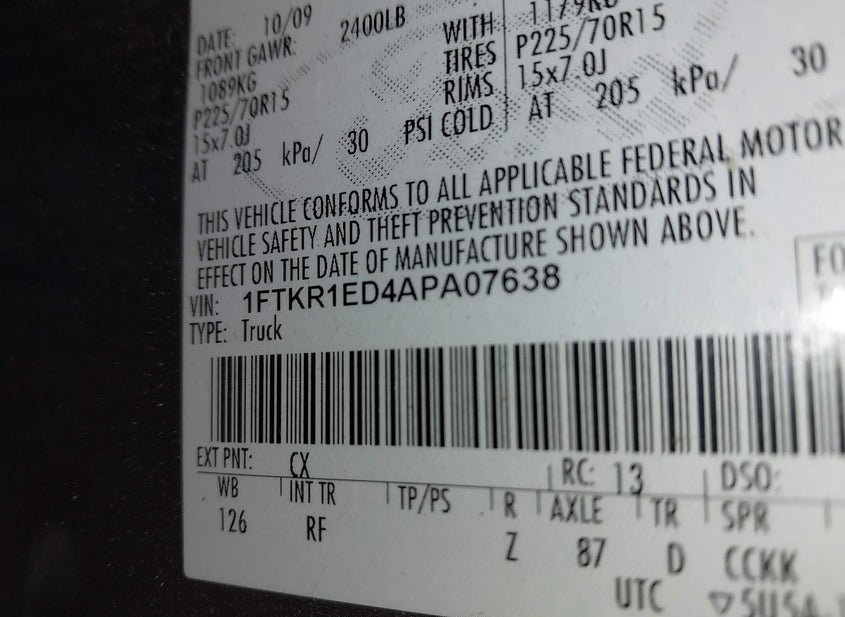 DATE: 10/09
FRONT GAWR: 2400LB
1089KG WITH
P225/70R15 TIRES P225/70R15
15x7.0J RIMS 15x7.0J
AT 205 kPa/ 30 PSI COLD AT 205 kPa/ 30
THIS VEHICLE CONFORMS TO ALL APPLICABLE FEDERAL MOTOR
VEHICLE SAFETY AND THEFT PREVENTION STANDARDS IN
EFFECT ON THE DATE OF MANUFACTURE SHOWN ABOVE.
VIN: 1FTKR1ED4APA07638
TYPE: Truck
EXT PNT: CX RC: 13 DSO:
WB INT TR TP/PS R AXLE TR SPR
126 RF Z 87 D CCKK
UTC